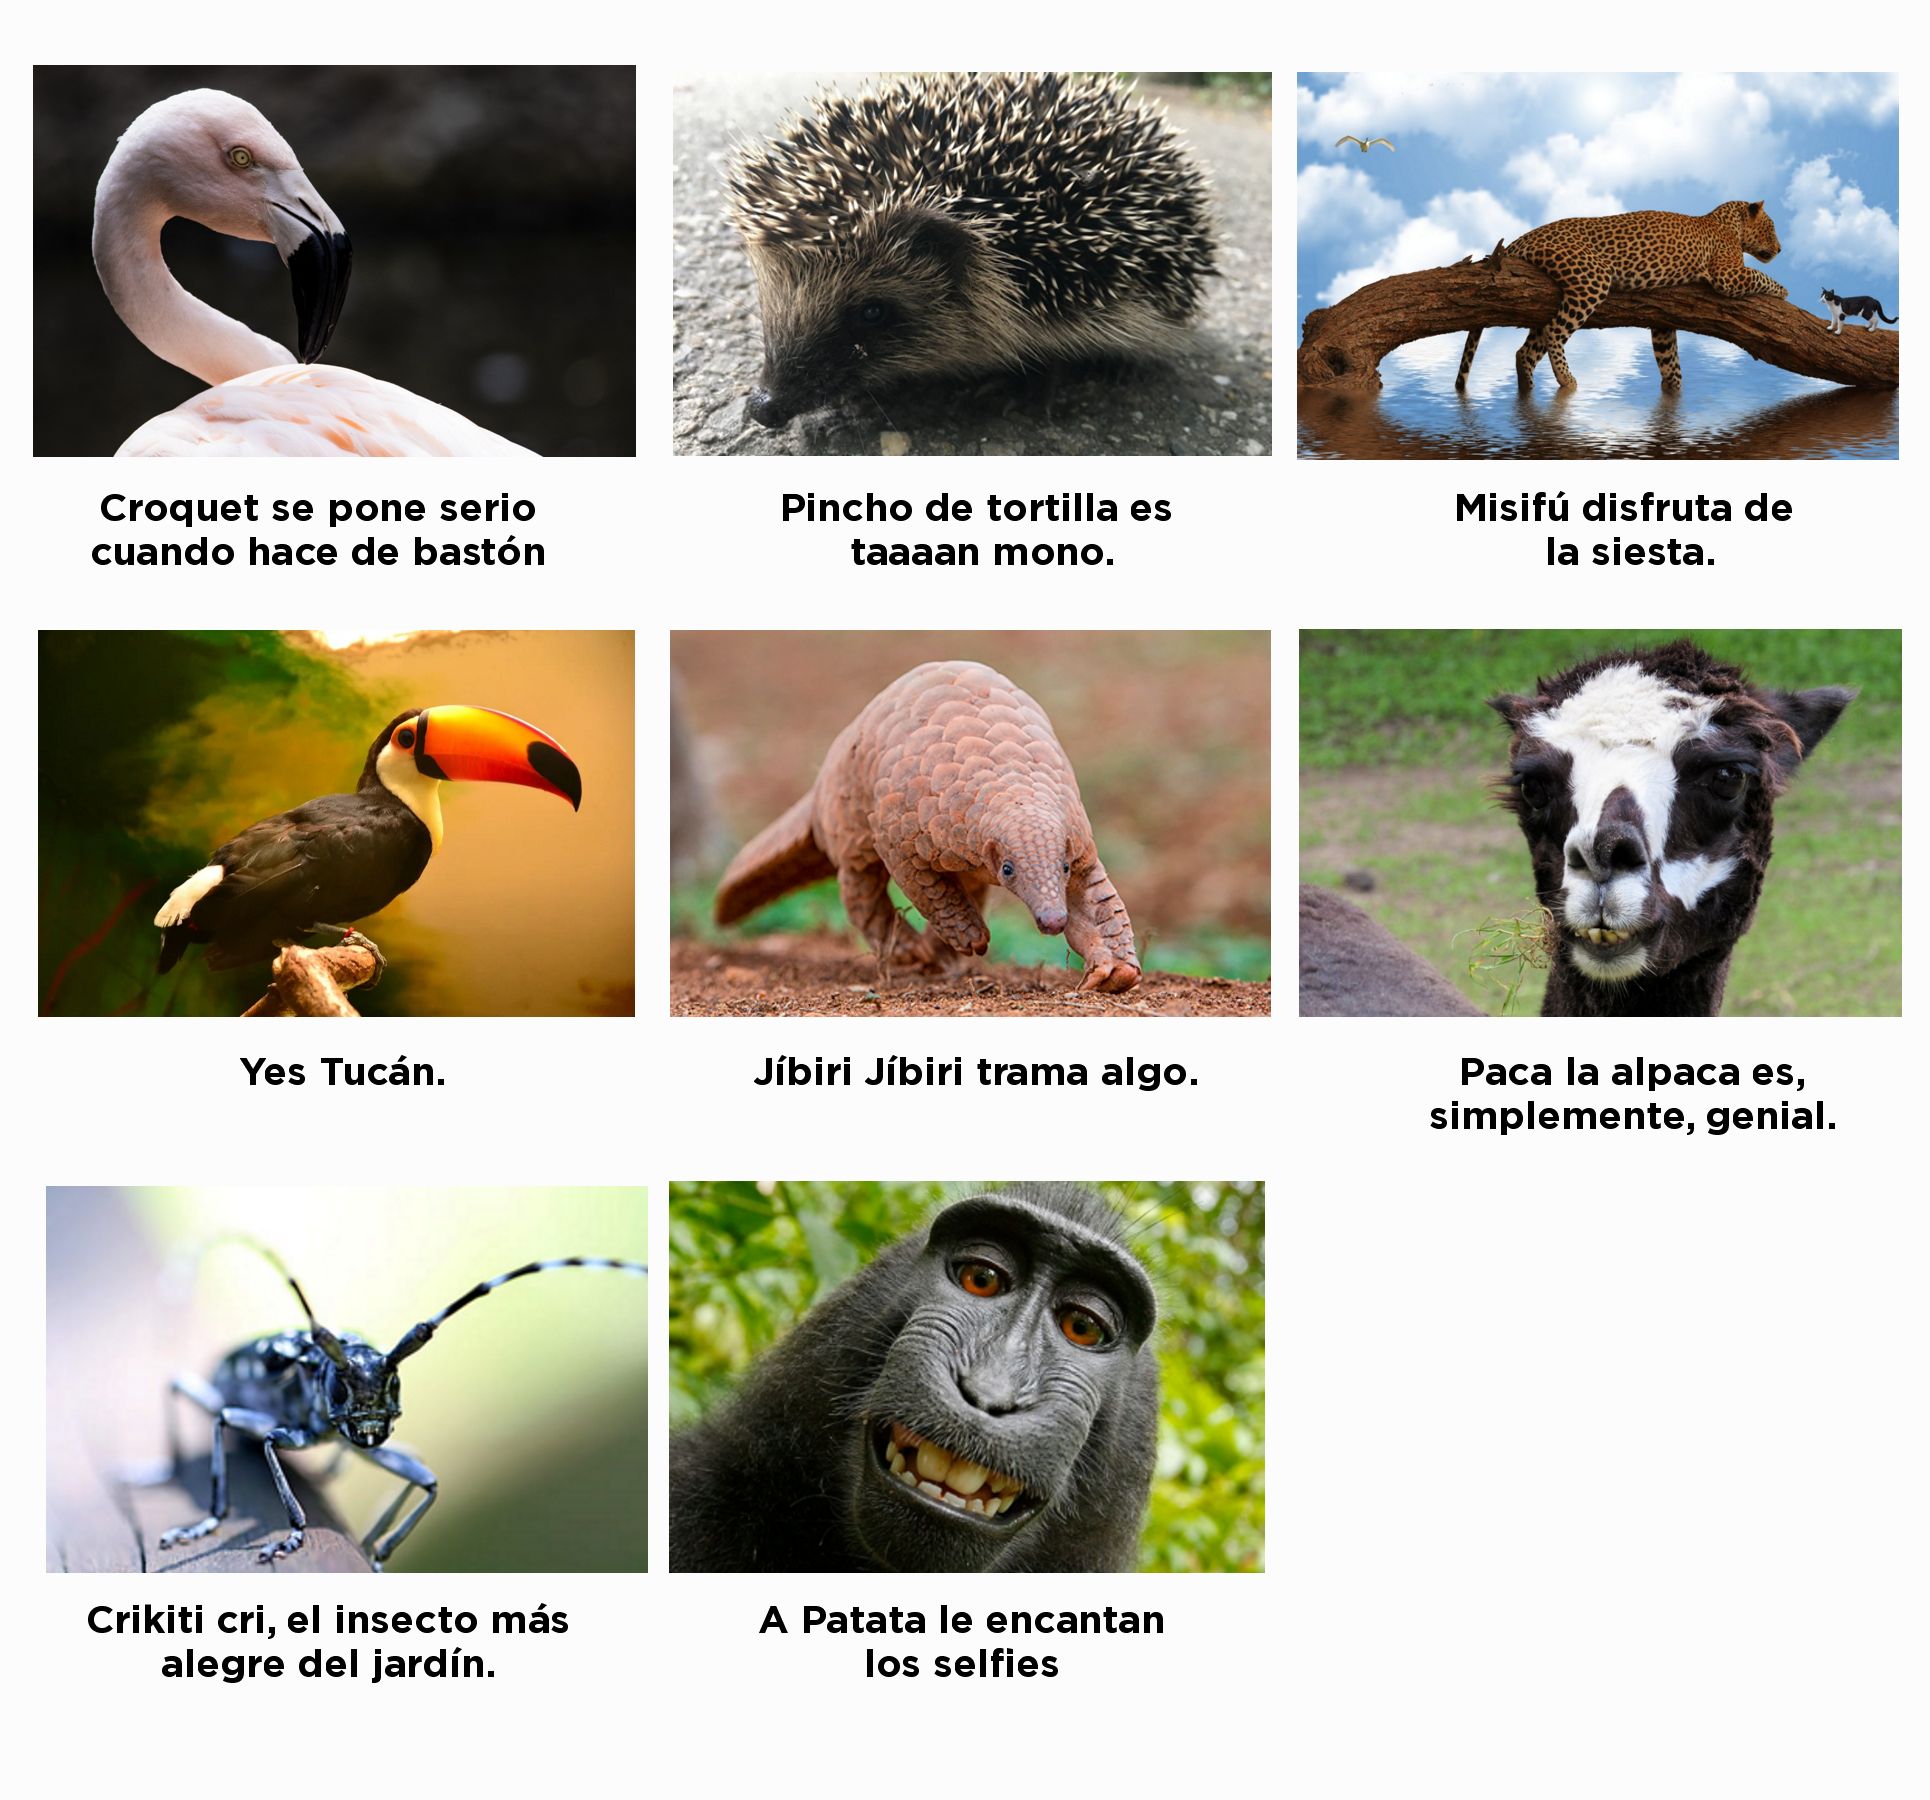 Croquet se pone serio
cuando hace de bastón
Pincho de tortilla es
taaaan mono.
Misifú disfruta de
la siesta.
Yes Tucán.
Jíbiri Jíbiri trama algo.
Paca la alpaca es,
simplemente, genial.
Crikiti cri, el insecto más
alegre del jardín.
A Patata le encantan
los selfies